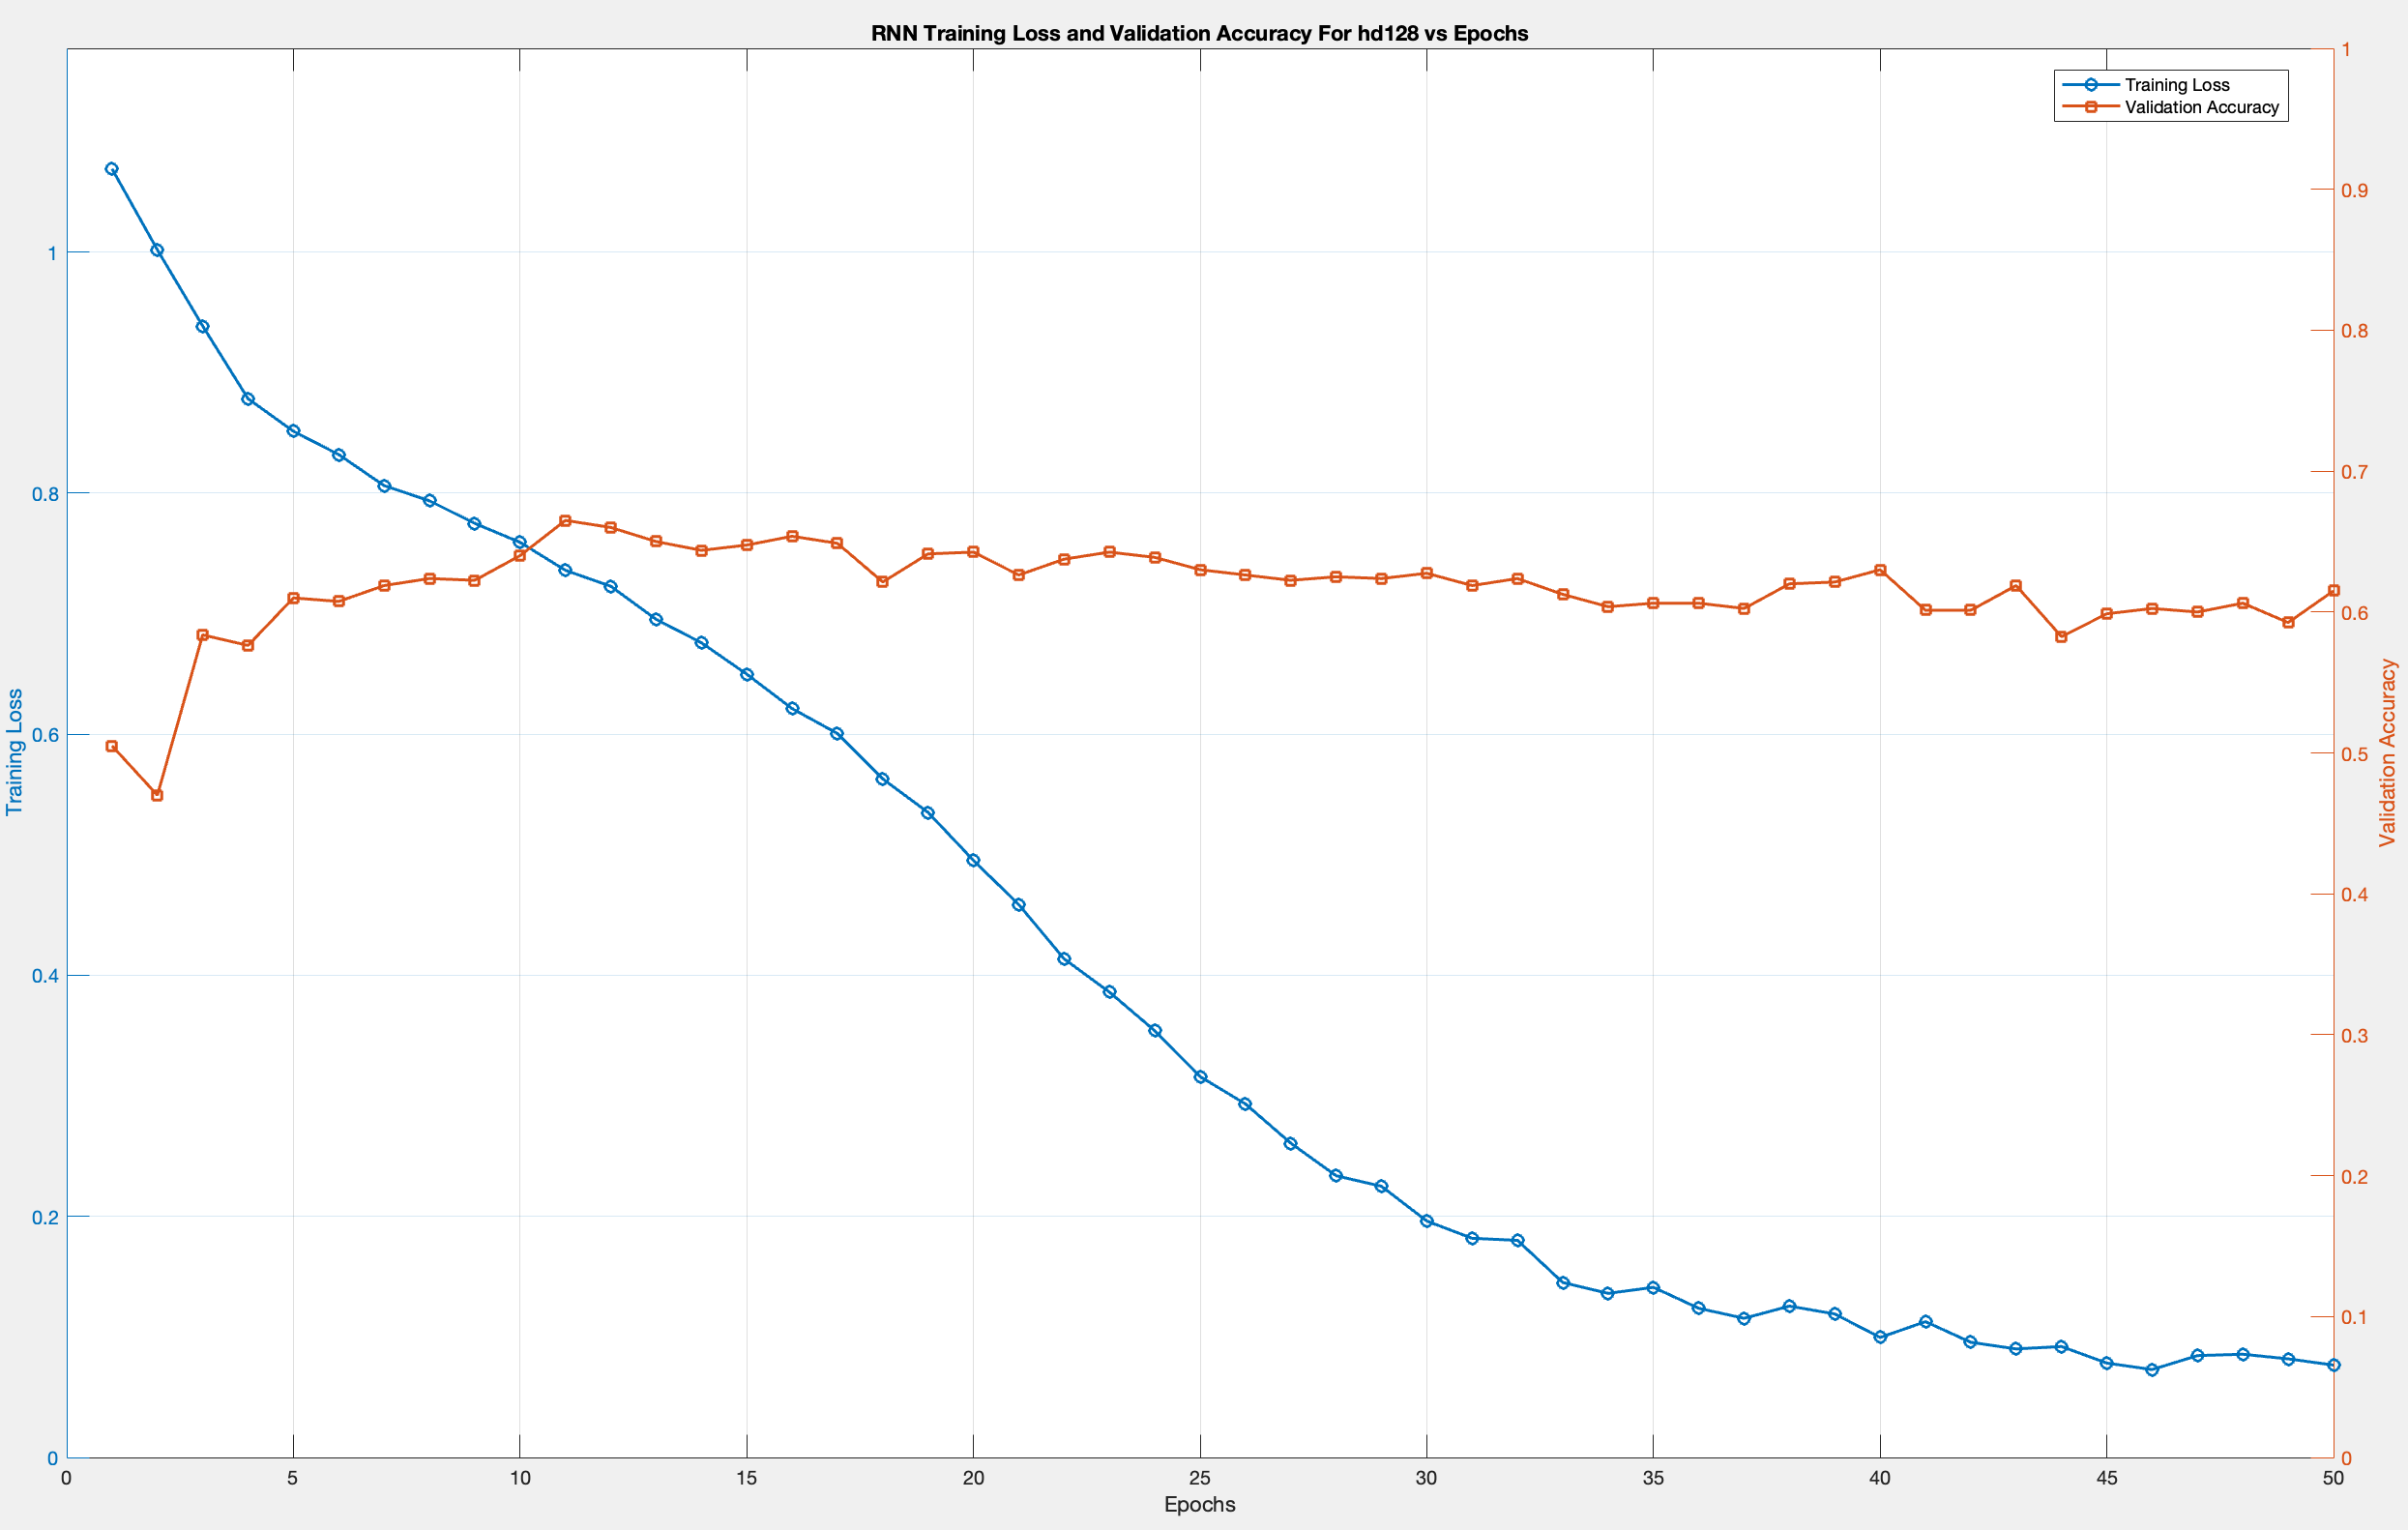 RNN Training Loss and Validation Accuracy For hd128 vs Epochs
Training Loss
Validation Accuracy
Training Loss
1
0.8
0.6
0.4
0.2
0
1
0.9
0.8
0.7
0.6
0.5
0.4
0.3
0.2
0.1
0
Validation Accuracy
0 5 10 15 20 25 30 35 40 45 50
Epochs